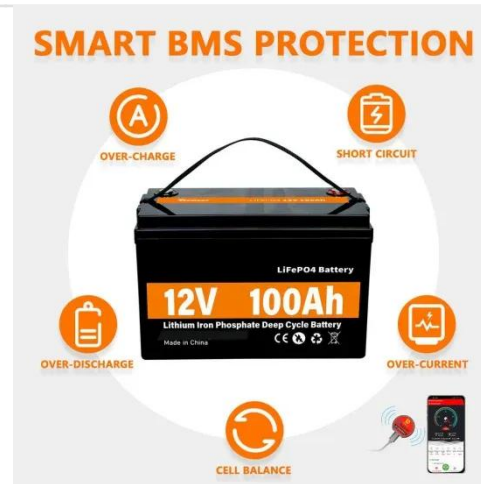 SMART BMS PROTECTION
A
OVER-CHARGE
SHORT CIRCUIT
LiFePO4 Battery
12V 100Ah
Lithium Iron Phosphate Deep Cycle Battery
Made in China
CE
OVER-DISCHARGE
OVER-CURRENT
CELL BALANCE